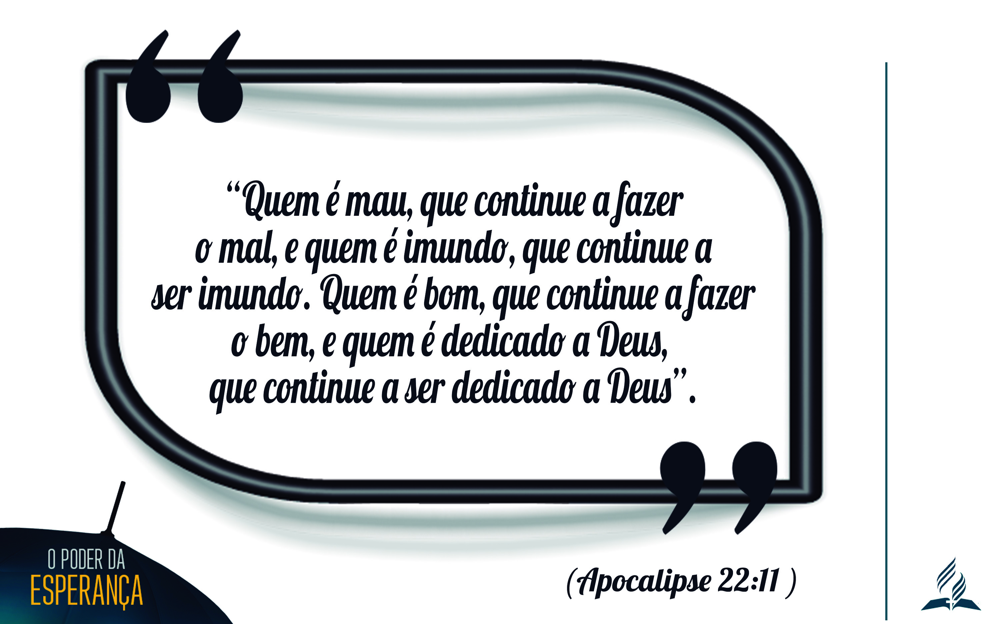 “Quem é mau, que continue a fazer
o mal, e quem é imundo, que continue a
ser imundo. Quem é bom, que continue a fazer
o bem, e quem é dedicado a Deus,
que continue a ser dedicado a Deus”.
(Apocalipse 22:11 )
O PODER DA
ESPERANÇA